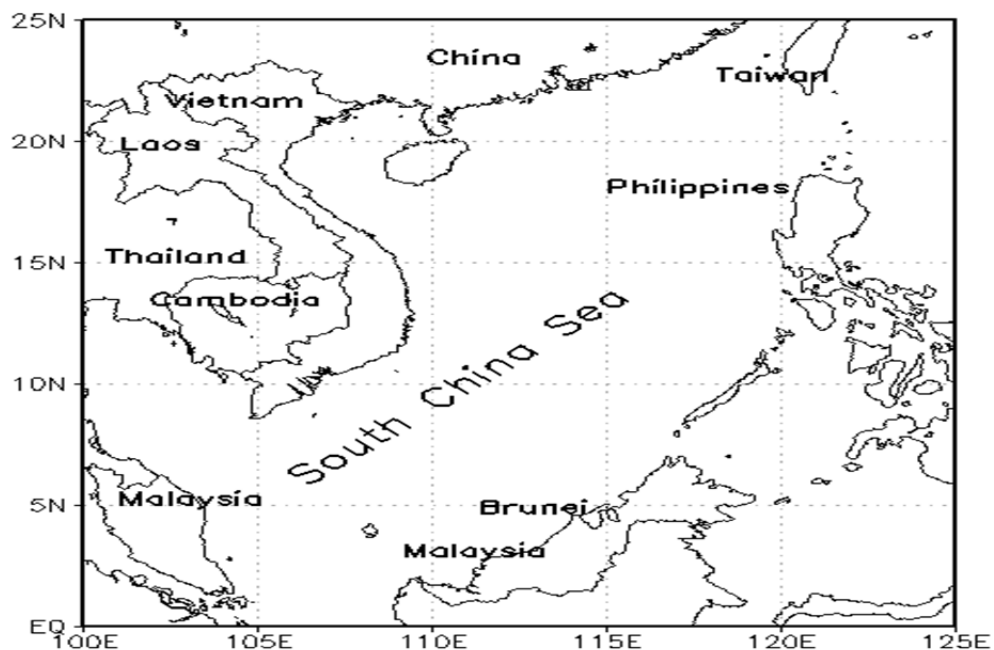 25N
China
Taiwan
Vietnam
Laos
20N
Philippines
15N
Thailand
Cambodia
South China Sea
10N
Malaysia
5N
Brunei
Malaysia
EQ
100E 105E 110E 115E 120E 125E